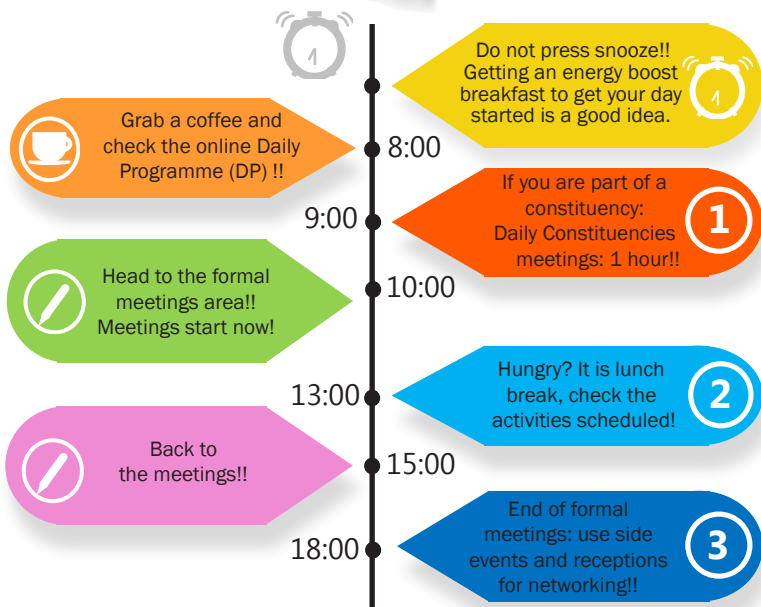 Do not press snooze!!
Getting an energy boost
breakfast to get your day
started is a good idea.
Grab a coffee and
check the online Daily
Programme (DP) !!
8:00
9:00
If you are part of a
constituency:
Daily Constituencies
meetings: 1 hour!!
1
Head to the formal
meetings area!!
Meetings start now!
10:00
13:00
Hungry? It is lunch
break, check the
activities scheduled!
2
Back to
the meetings!!
15:00
18:00
End of formal
meetings: use side
events and receptions
for networking!!
3